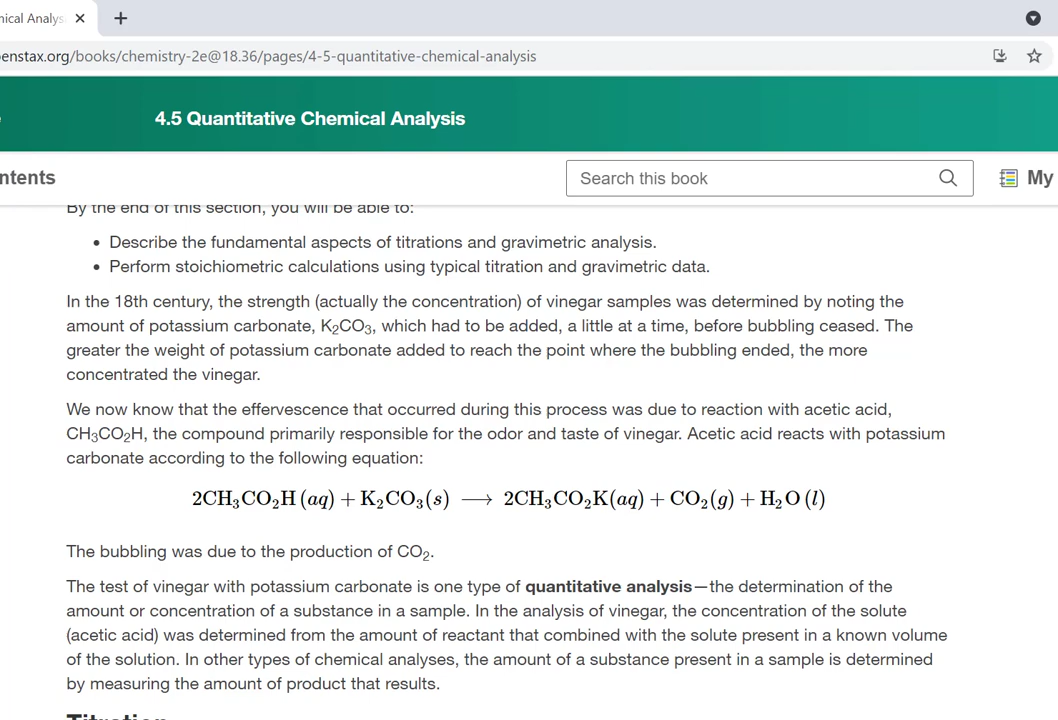 nical Analys
enstax.org/books/chemistry-2e@18.36/pages/4-5-quantitative-chemical-analysis
4.5 Quantitative Chemical Analysis
ntents
Search this book
My
By the end of this section, you will be able to:
• Describe the fundamental aspects of titrations and gravimetric analysis.
• Perform stoichiometric calculations using typical titration and gravimetric data.
In the 18th century, the strength (actually the concentration) of vinegar samples was determined by noting the
amount of potassium carbonate, K₂CO₃, which had to be added, a little at a time, before bubbling ceased. The
greater the weight of potassium carbonate added to reach the point where the bubbling ended, the more
concentrated the vinegar.
We now know that the effervescence that occurred during this process was due to reaction with acetic acid,
CH₃CO₂H, the compound primarily responsible for the odor and taste of vinegar. Acetic acid reacts with potassium
carbonate according to the following equation:
2CH₃CO₂H (aq) + K₂CO₃(s) ⟶ 2CH₃CO₂K(aq) + CO₂(g) + H₂O (l)
The bubbling was due to the production of CO₂.
The test of vinegar with potassium carbonate is one type of quantitative analysis—the determination of the
amount or concentration of a substance in a sample. In the analysis of vinegar, the concentration of the solute
(acetic acid) was determined from the amount of reactant that combined with the solute present in a known volume
of the solution. In other types of chemical analyses, the amount of a substance present in a sample is determined
by measuring the amount of product that results.
Titration